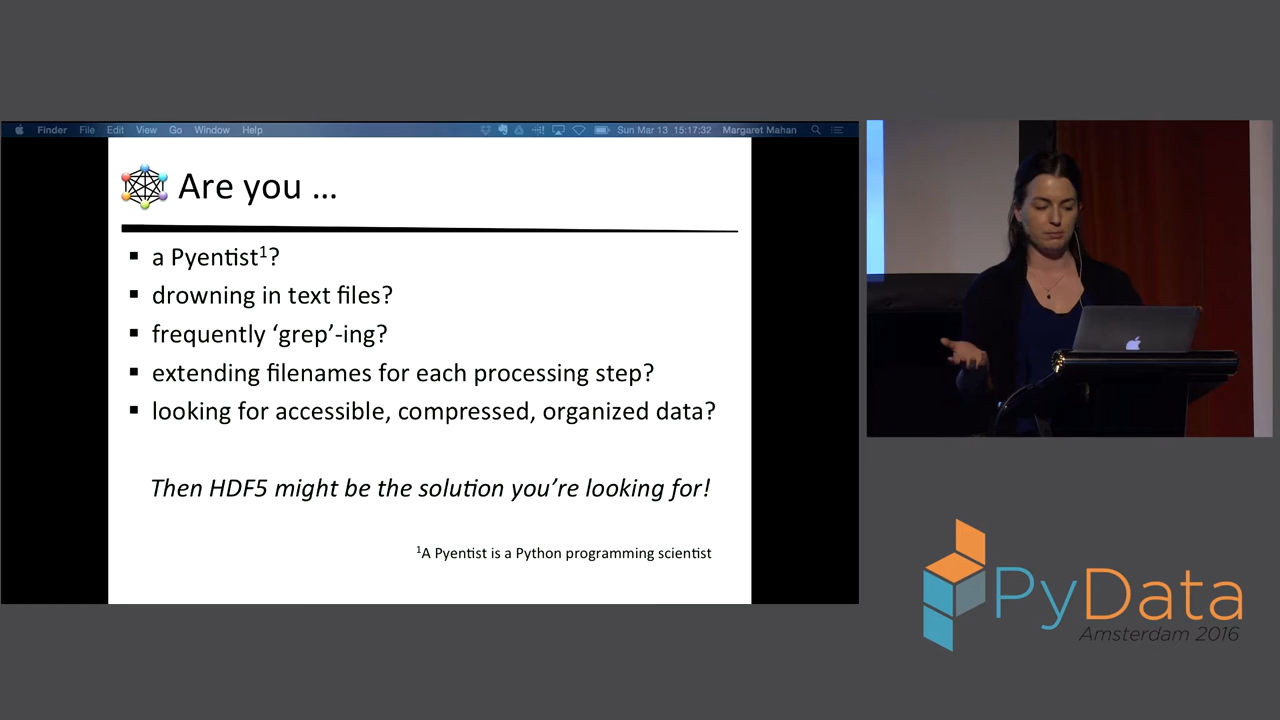 Finder File Edit View Go Window Help Sun Mar 13 15:17:32 Margaret Mahan
Are you ...
▪ a Pyentist¹?
▪ drowning in text files?
▪ frequently ‘grep’-ing?
▪ extending filenames for each processing step?
▪ looking for accessible, compressed, organized data?
Then HDF5 might be the solution you’re looking for!
¹A Pyentist is a Python programming scientist
PyData
Amsterdam 2016